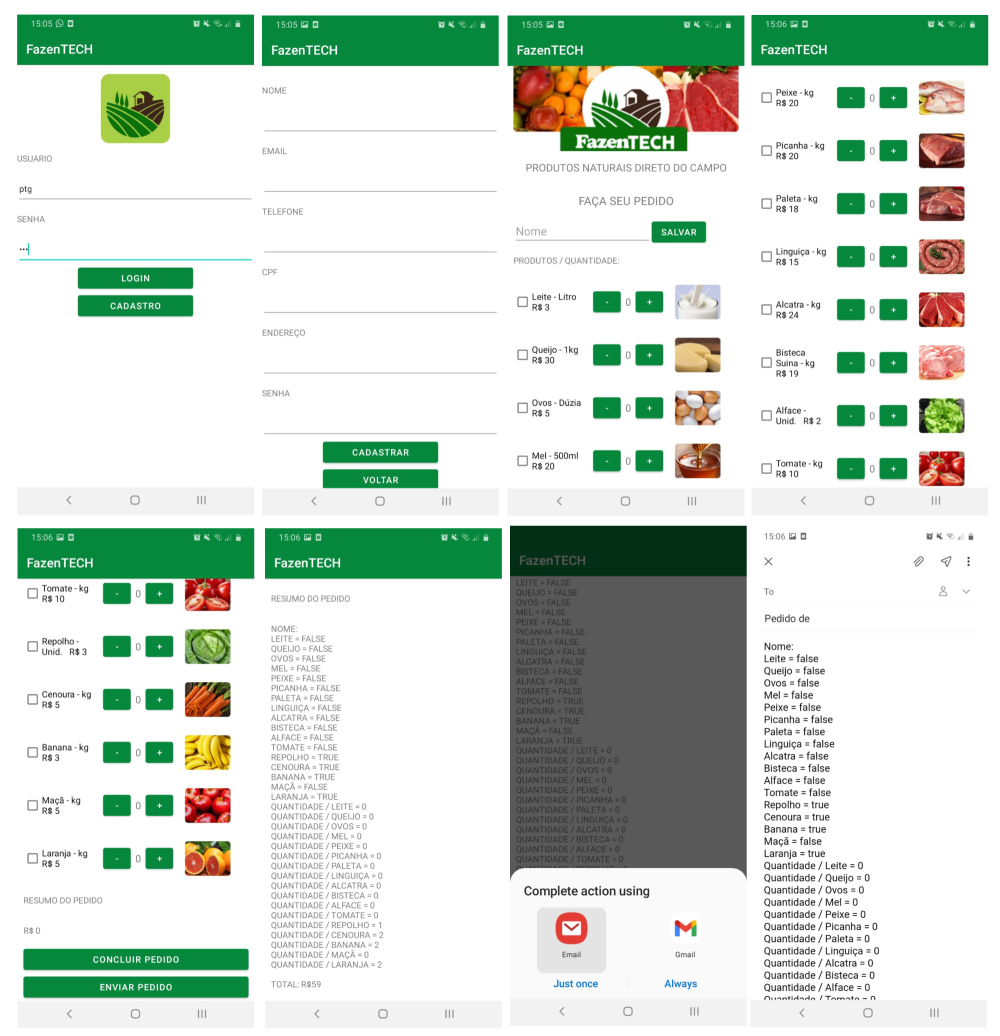 15:05
FazenTECH
USUARIO
ptg
SENHA
•••
LOGIN
CADASTRO
15:05
FazenTECH
NOME
EMAIL
TELEFONE
CPF
ENDEREÇO
SENHA
CADASTRAR
VOLTAR
15:05
FazenTECH
FazenTECH
PRODUTOS NATURAIS DIRETO DO CAMPO
FAÇA SEU PEDIDO
Nome
SALVAR
PRODUTOS / QUANTIDADE:
Leite - Litro
R$ 3
- 0 +
Queijo - 1kg
R$ 30
- 0 +
Ovos - Dúzia
R$ 5
- 0 +
Mel - 500ml
R$ 20
- 0 +
15:06
FazenTECH
Peixe - kg
R$ 20
- 0 +
Picanha - kg
R$ 20
- 0 +
Paleta - kg
R$ 18
- 0 +
Linguiça - kg
R$ 15
- 0 +
Alcatra - kg
R$ 24
- 0 +
Bisteca
Suina - kg
R$ 19
- 0 +
Alface -
Unid. R$ 2
- 0 +
Tomate - kg
R$ 10
- 0 +
15:06
FazenTECH
Tomate - kg
R$ 10
- 0 +
Repolho -
Unid. R$ 3
- 0 +
Cenoura - kg
R$ 5
- 0 +
Banana - kg
R$ 3
- 0 +
Maçã - kg
R$ 5
- 0 +
Laranja - kg
R$ 5
- 0 +
RESUMO DO PEDIDO
R$ 0
CONCLUIR PEDIDO
ENVIAR PEDIDO
15:06
FazenTECH
RESUMO DO PEDIDO
NOME:
LEITE = FALSE
QUEIJO = FALSE
OVOS = FALSE
MEL = FALSE
PEIXE = FALSE
PICANHA = FALSE
PALETA = FALSE
LINGUIÇA = FALSE
ALCATRA = FALSE
BISTECA = FALSE
ALFACE = FALSE
TOMATE = FALSE
REPOLHO = TRUE
CENOURA = TRUE
BANANA = TRUE
MAÇÃ = FALSE
LARANJA = TRUE
QUANTIDADE / LEITE = 0
QUANTIDADE / QUEIJO = 0
QUANTIDADE / OVOS = 0
QUANTIDADE / MEL = 0
QUANTIDADE / PEIXE = 0
QUANTIDADE / PICANHA = 0
QUANTIDADE / PALETA = 0
QUANTIDADE / LINGUIÇA = 0
QUANTIDADE / ALCATRA = 0
QUANTIDADE / BISTECA = 0
QUANTIDADE / ALFACE = 0
QUANTIDADE / TOMATE = 0
QUANTIDADE / REPOLHO = 1
QUANTIDADE / CENOURA = 2
QUANTIDADE / BANANA = 2
QUANTIDADE / MAÇÃ = 0
QUANTIDADE / LARANJA = 2
TOTAL: R$59
FazenTECH
LEITE = FALSE
QUEIJO = FALSE
OVOS = FALSE
MEL = FALSE
PEIXE = FALSE
PICANHA = FALSE
PALETA = FALSE
LINGUIÇA = FALSE
ALCATRA = FALSE
BISTECA = FALSE
ALFACE = FALSE
TOMATE = FALSE
REPOLHO = TRUE
CENOURA = TRUE
BANANA = TRUE
MAÇÃ = FALSE
LARANJA = TRUE
QUANTIDADE / LEITE = 0
QUANTIDADE / QUEIJO = 0
QUANTIDADE / OVOS = 0
QUANTIDADE / MEL = 0
QUANTIDADE / PEIXE = 0
QUANTIDADE / PICANHA = 0
QUANTIDADE / PALETA = 0
QUANTIDADE / LINGUIÇA = 0
QUANTIDADE / ALCATRA = 0
QUANTIDADE / BISTECA = 0
QUANTIDADE / ALFACE = 0
QUANTIDADE / TOMATE = 0
Complete action using
Email
Gmail
Just once
Always
15:06
To
Pedido de
Nome:
Leite = false
Queijo = false
Ovos = false
Mel = false
Peixe = false
Picanha = false
Paleta = false
Linguiça = false
Alcatra = false
Bisteca = false
Alface = false
Tomate = false
Repolho = true
Cenoura = true
Banana = true
Maçã = false
Laranja = true
Quantidade / Leite = 0
Quantidade / Queijo = 0
Quantidade / Ovos = 0
Quantidade / Mel = 0
Quantidade / Peixe = 0
Quantidade / Picanha = 0
Quantidade / Paleta = 0
Quantidade / Linguiça = 0
Quantidade / Alcatra = 0
Quantidade / Bisteca = 0
Quantidade / Alface = 0
Quantidade / Tomate = 0